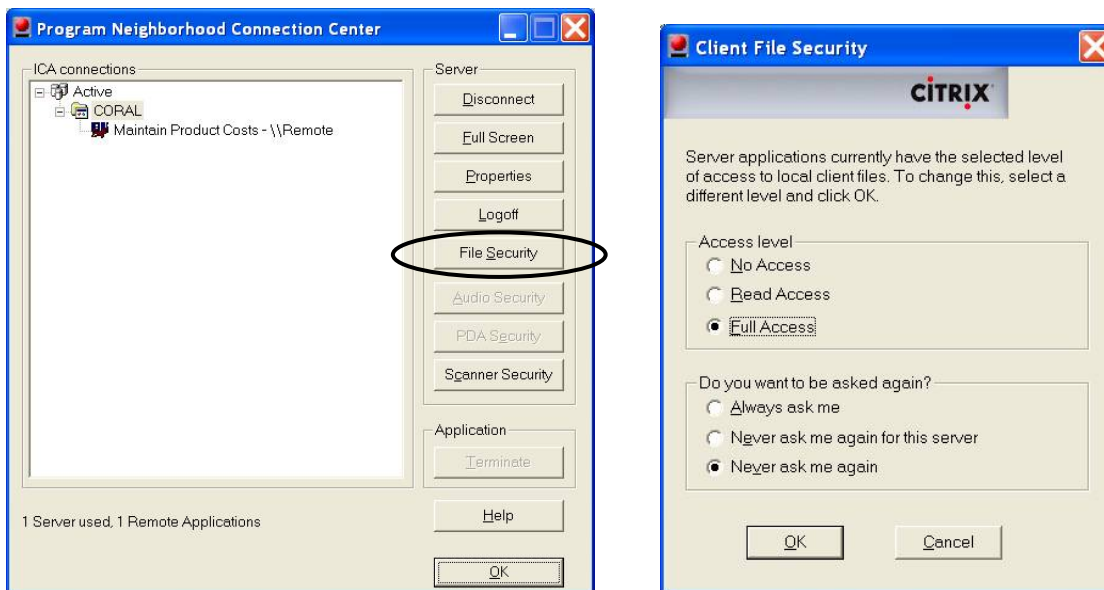 Program Neighborhood Connection Center
ICA connections
Active
CORAL
Maintain Product Costs - \\Remote
Server
Disconnect
Full Screen
Properties
Logoff
File Security
Audio Security
PDA Security
Scanner Security
Application
Terminate
1 Server used, 1 Remote Applications
Help
OK
Client File Security
CITRIX
Server applications currently have the selected level
of access to local client files. To change this, select a
different level and click OK.
Access level
No Access
Read Access
Full Access
Do you want to be asked again?
Always ask me
Never ask me again for this server
Never ask me again
OK
Cancel